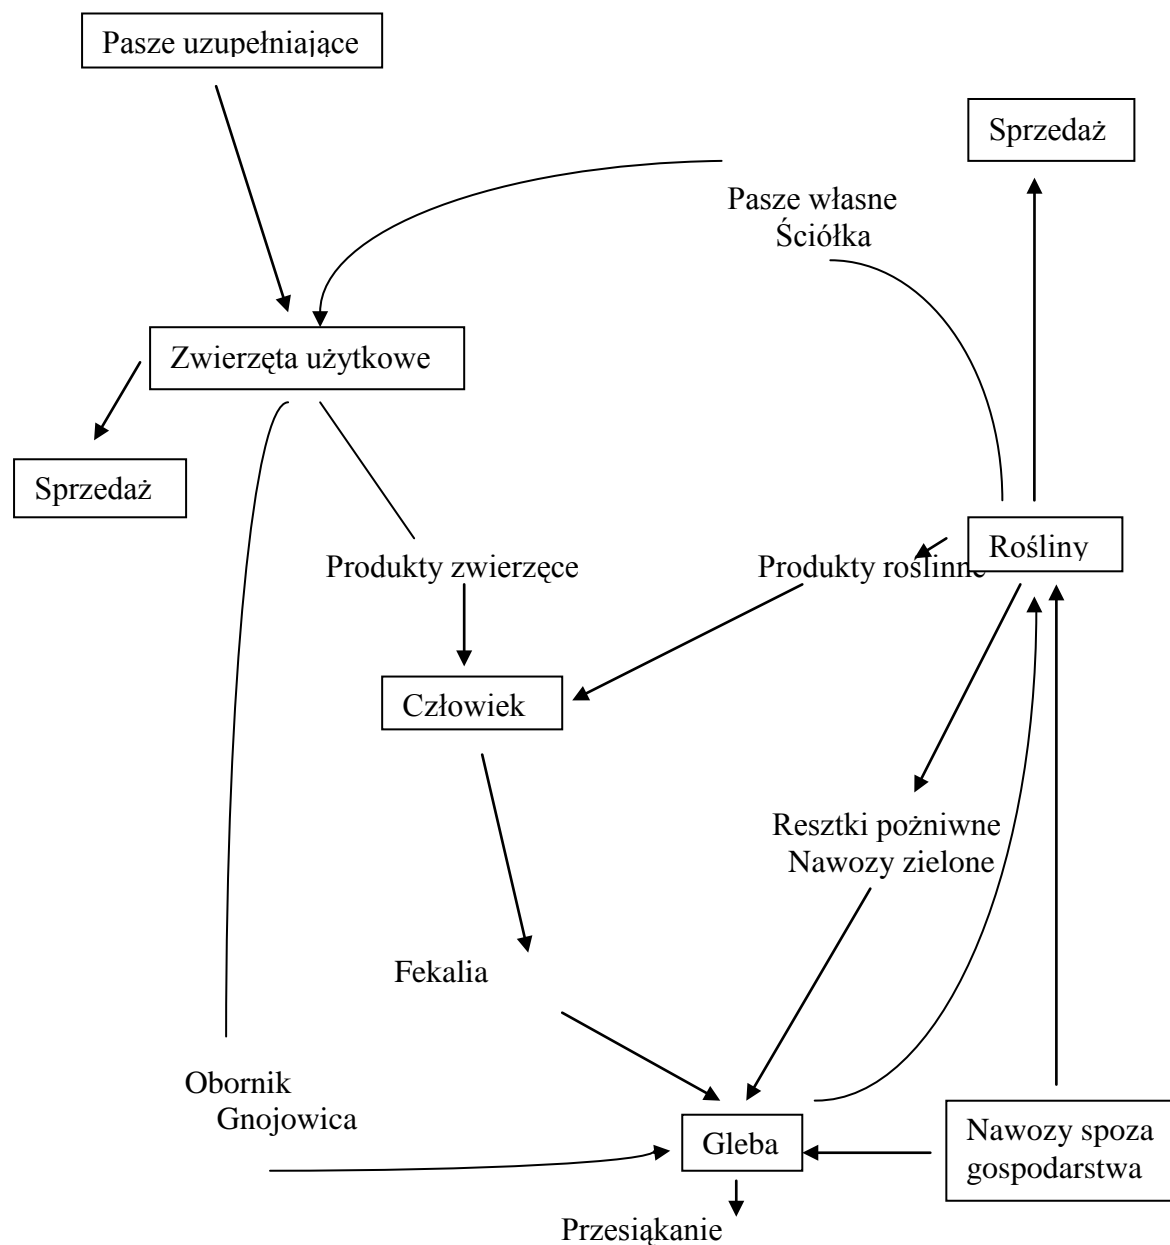 Pasze uzupełniające
Sprzedaż
Pasze własne
Ściółka
Zwierzęta użytkowe
Sprzedaż
Rośliny
Produkty zwierzęce
Produkty roślinne
Człowiek
Resztki pożniwne
Nawozy zielone
Fekalia
Obornik
Gnojowica
Gleba
Nawozy spoza
gospodarstwa
Przesiąkanie